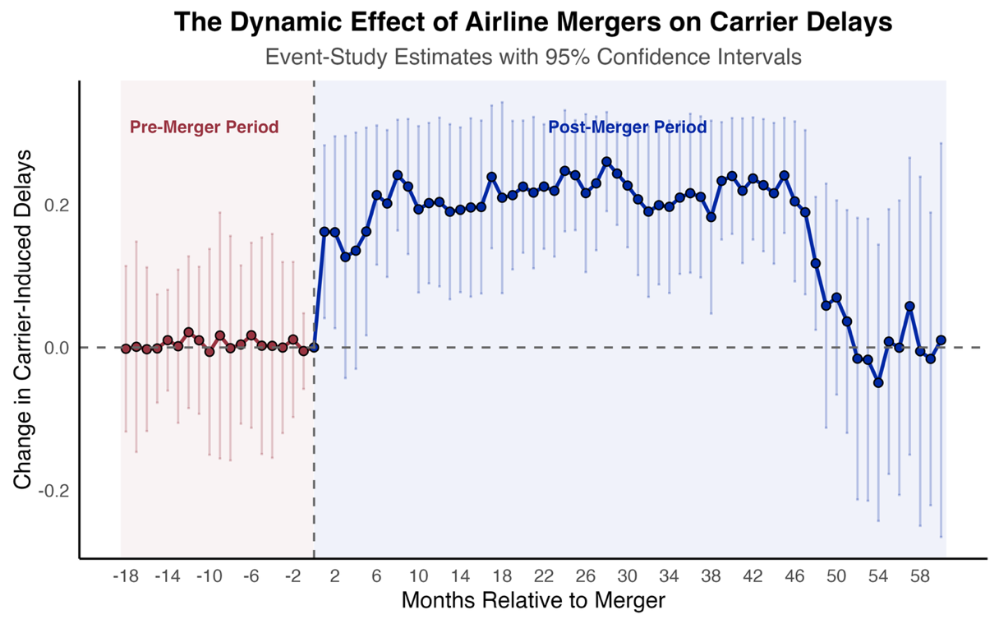 The Dynamic Effect of Airline Mergers on Carrier Delays
Event-Study Estimates with 95% Confidence Intervals
Pre-Merger Period
Post-Merger Period
Change in Carrier-Induced Delays
0.2
0.0
-0.2
-18 -14 -10 -6 -2 2 6 10 14 18 22 26 30 34 38 42 46 50 54 58
Months Relative to Merger